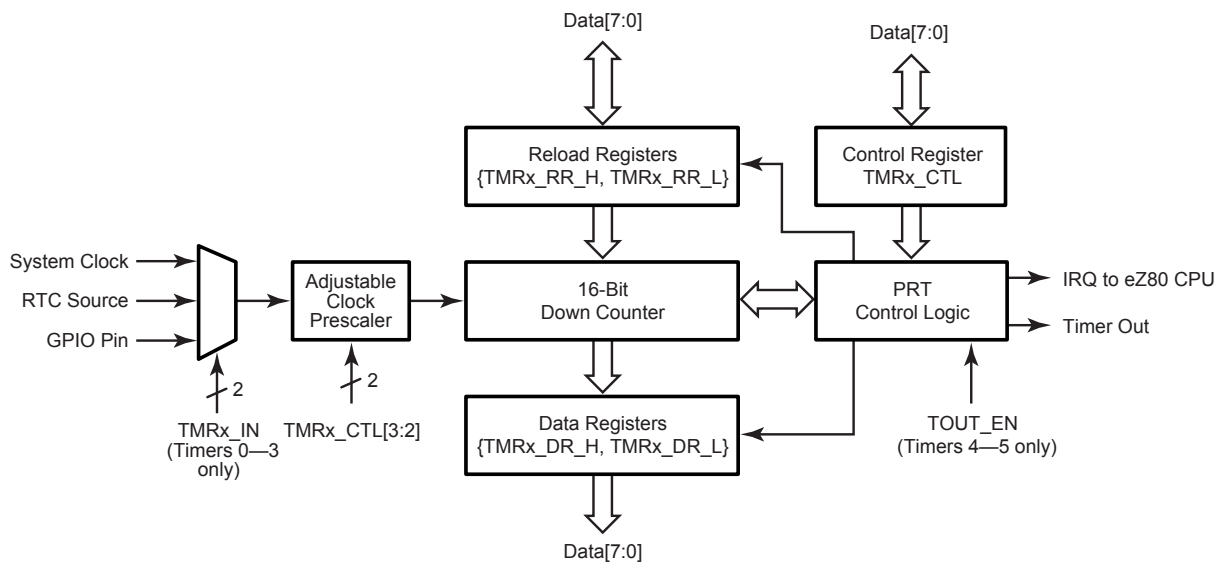 Data[7:0]
Data[7:0]
Reload Registers
{TMRx_RR_H, TMRx_RR_L}
Control Register
TMRx_CTL
System Clock
RTC Source
GPIO Pin
Adjustable
Clock
Prescaler
16-Bit
Down Counter
PRT
Control Logic
IRQ to eZ80 CPU
Timer Out
2
2
TMRx_IN
(Timers 0—3
only)
TMRx_CTL[3:2]
Data Registers
{TMRx_DR_H, TMRx_DR_L}
TOUT_EN
(Timers 4—5 only)
Data[7:0]